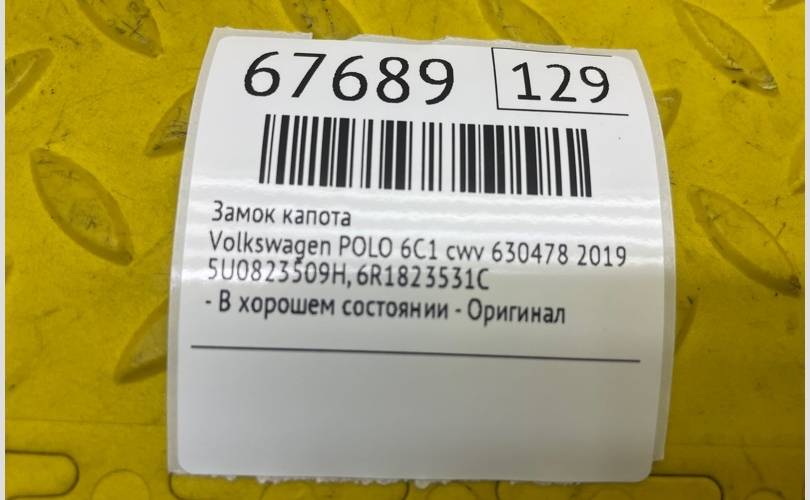 67689 129
Замок капота
Volkswagen POLO 6C1 cwv 630478 2019
5U0823509H, 6R1823531C
- В хорошем состоянии - Оригинал